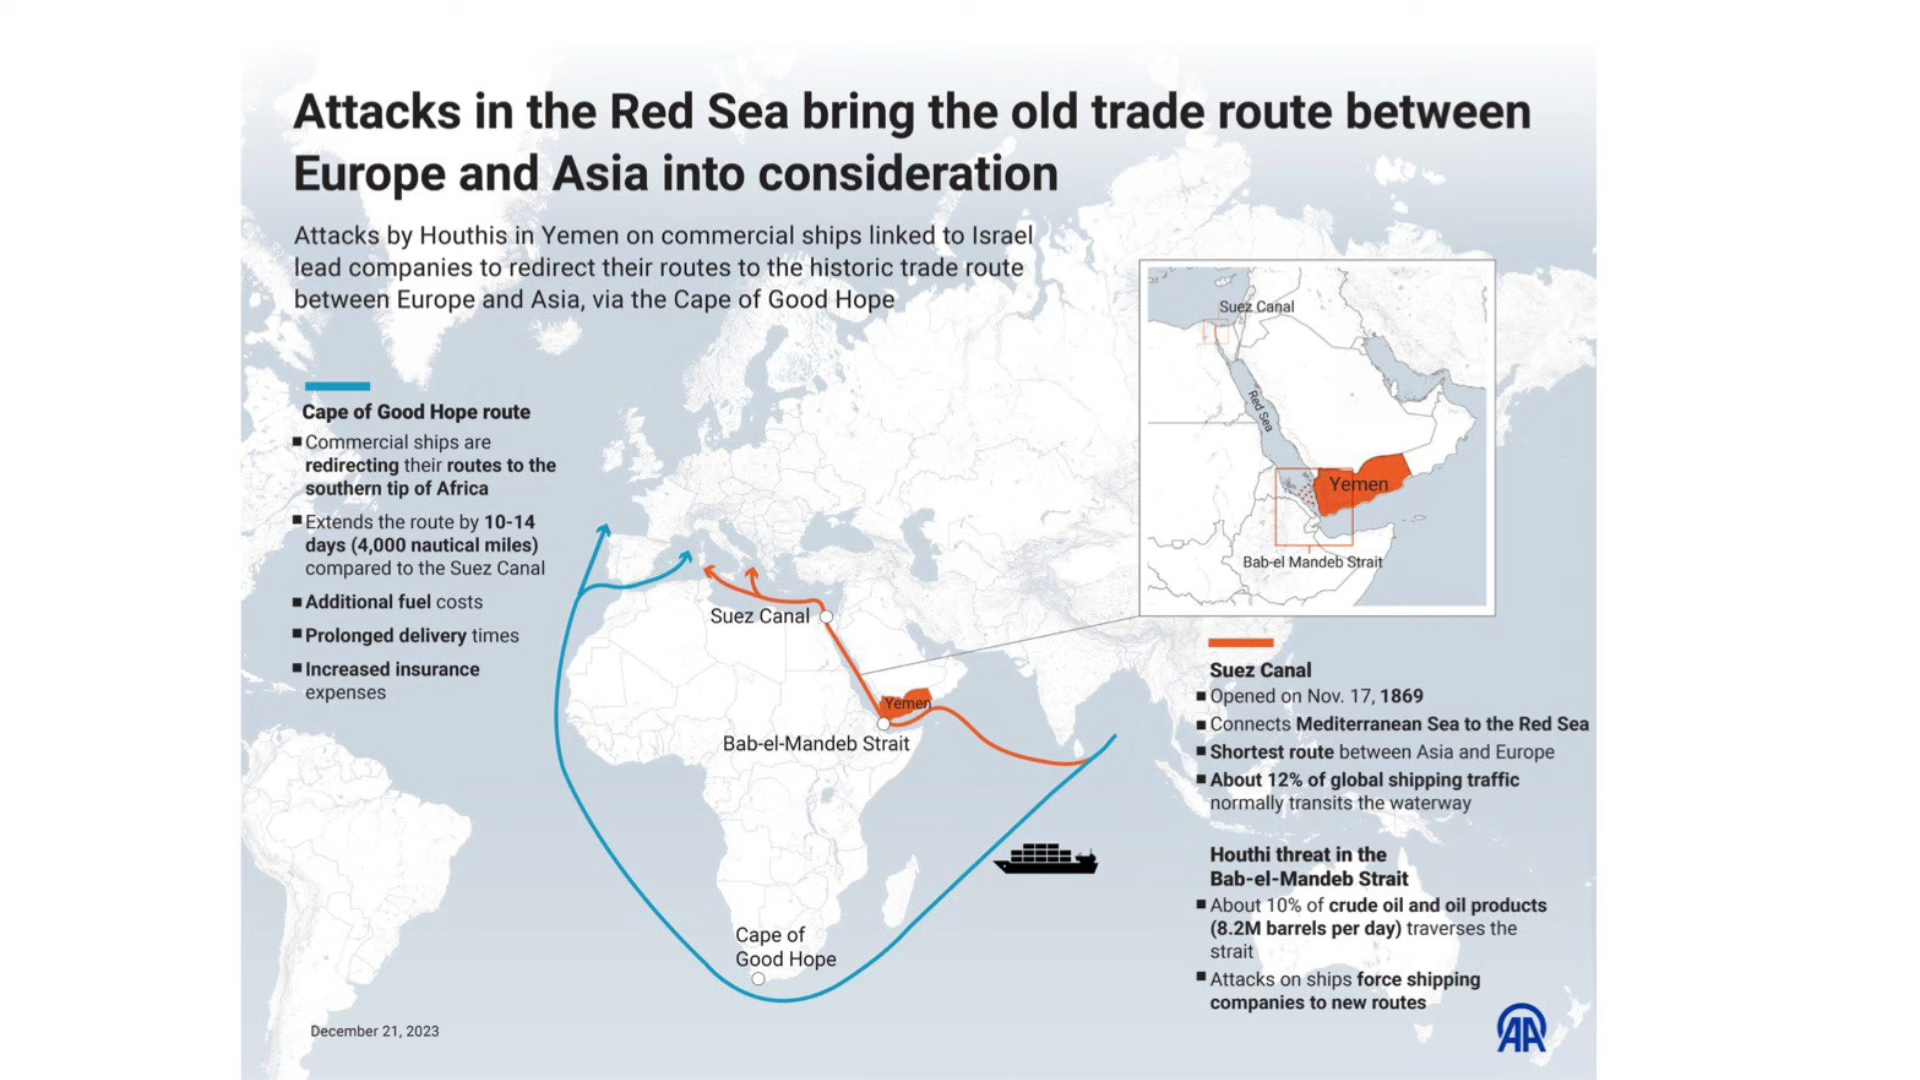 Attacks in the Red Sea bring the old trade route between
Europe and Asia into consideration
Attacks by Houthis in Yemen on commercial ships linked to Israel
lead companies to redirect their routes to the historic trade route
between Europe and Asia, via the Cape of Good Hope
Cape of Good Hope route
Commercial ships are
redirecting their routes to the
southern tip of Africa
Extends the route by 10-14
days (4,000 nautical miles)
compared to the Suez Canal
Additional fuel costs
Prolonged delivery times
Increased insurance
expenses
Suez Canal
Yemen
Bab-el-Mandeb Strait
Cape of
Good Hope
Suez Canal
Red Sea
Yemen
Bab-el Mandeb Strait
Suez Canal
Opened on Nov. 17, 1869
Connects Mediterranean Sea to the Red Sea
Shortest route between Asia and Europe
About 12% of global shipping traffic
normally transits the waterway
Houthi threat in the
Bab-el-Mandeb Strait
About 10% of crude oil and oil products
(8.2M barrels per day) traverses the
strait
Attacks on ships force shipping
companies to new routes
December 21, 2023
AA